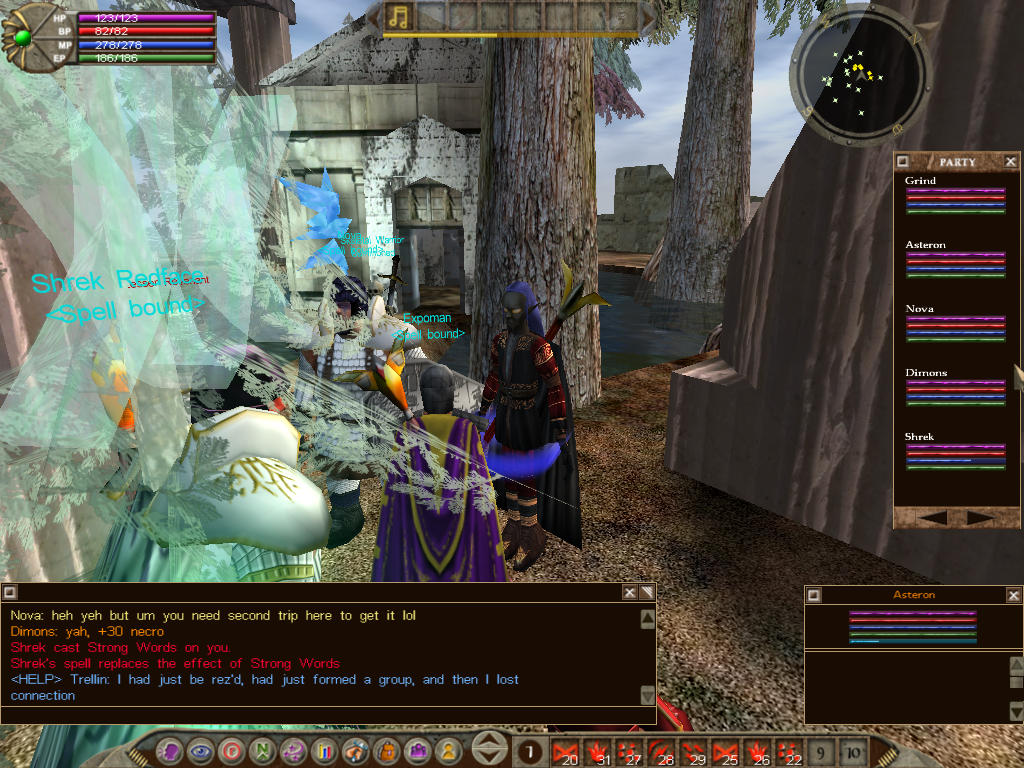 HP 123/123
BP 82/82
MP 278/278
EP 186/186
N
PARTY
Grind
Asteron
Nova
Dimons
Shrek
Shrek Redface
<Spell bound>
Lesser Revenant
Nova
Warrior
Expoman
<Spell bound>
Nova: heh yeh but um you need second trip here to get it lol
Dimons: yah, +30 necro
Shrek cast Strong Words on you.
Shrek's spell replaces the effect of Strong Words
<HELP> Trellin: I had just be rez'd, had just formed a group, and then I lost
connection
Asteron
1 20 31 27 28 29 25 26 22 9 10